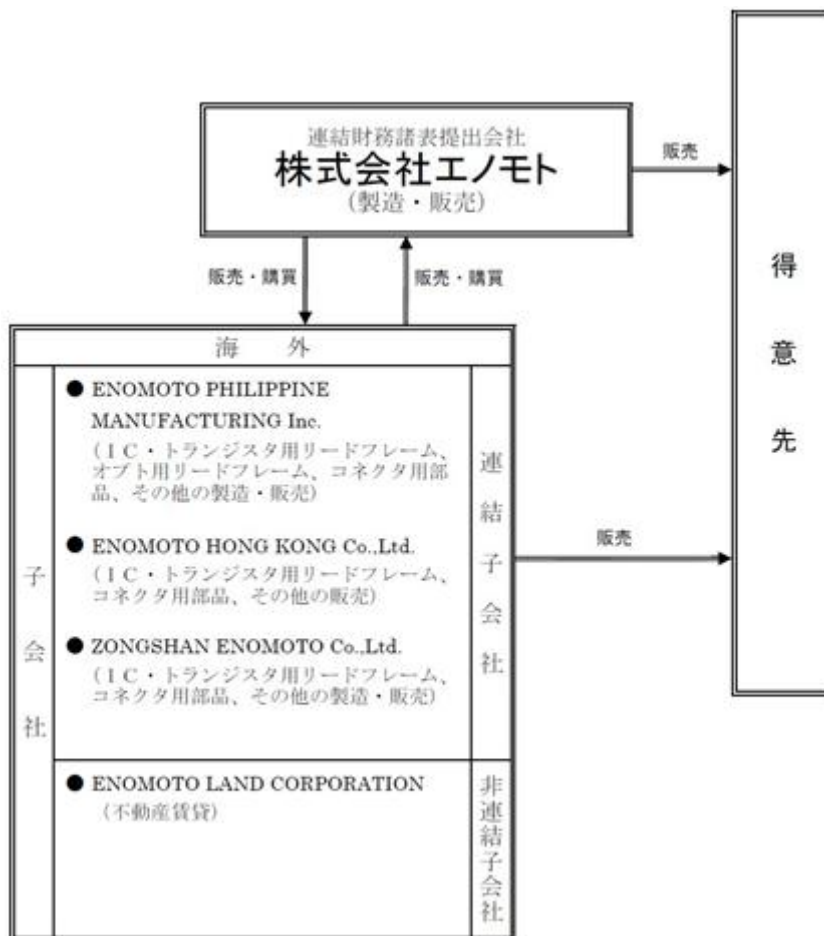 連結財務諸表提出会社
株式会社エノモト
(製造・販売)
販売
販売・購買
販売・購買
得意先
海外
子会社
● ENOMOTO PHILIPPINE
MANUFACTURING Inc.
(IC・トランジスタ用リードフレーム、
オプト用リードフレーム、コネクタ用部
品、その他の製造・販売)
● ENOMOTO HONG KONG Co.,Ltd.
(IC・トランジスタ用リードフレーム、
コネクタ用部品、その他の販売)
● ZONGSHAN ENOMOTO Co.,Ltd.
(IC・トランジスタ用リードフレーム、
コネクタ用部品、その他の製造・販売)
連結子会社
販売
● ENOMOTO LAND CORPORATION
(不動産賃貸)
非連結子会社